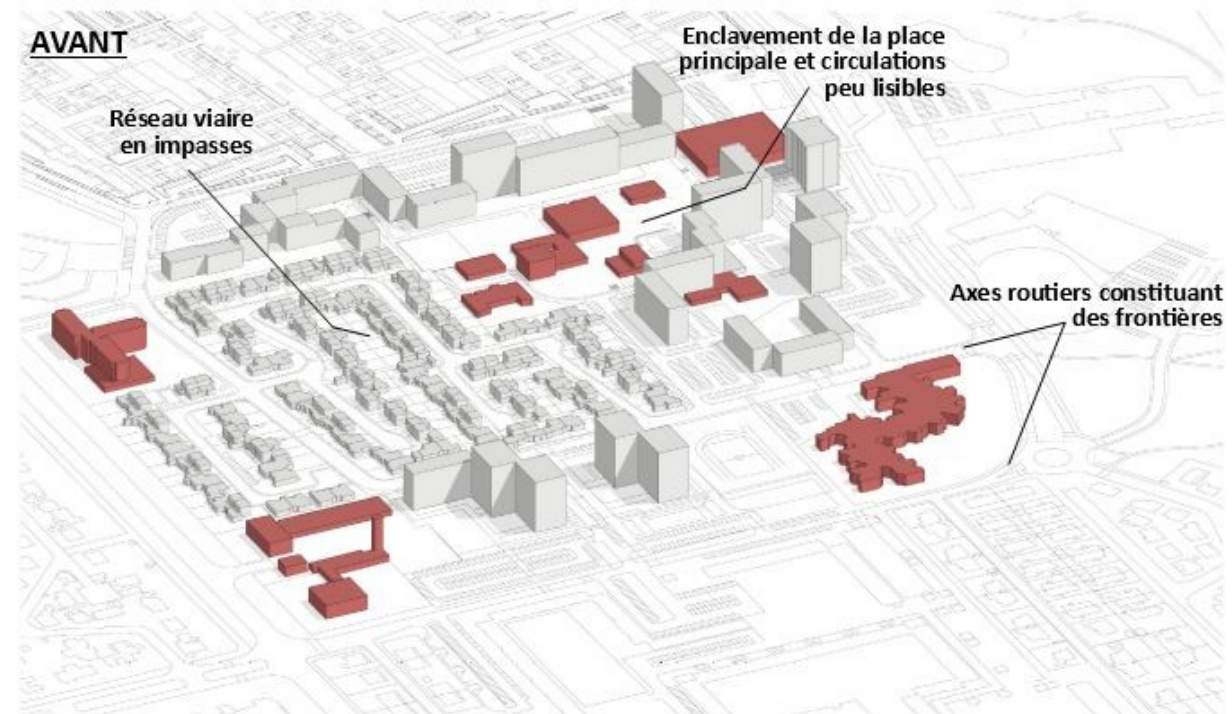 AVANT
Enclavement de la place
principale et circulations
peu lisibles
Réseau viaire
en impasses
Axes routiers constituant
des frontières